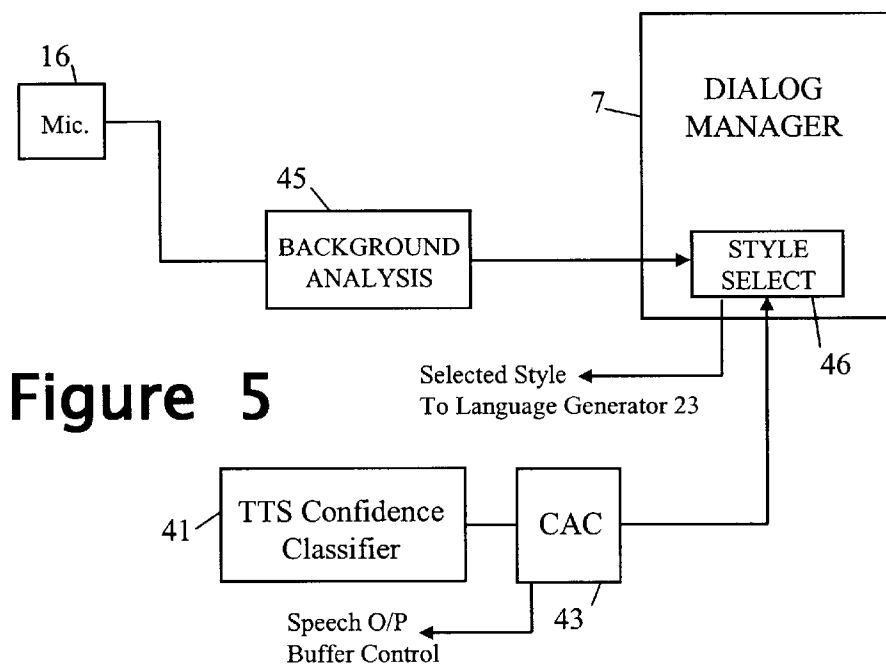 16
Mic.
7
DIALOG
MANAGER
45
BACKGROUND
ANALYSIS
STYLE
SELECT
46
Selected Style
To Language Generator 23
Figure 5
41
TTS Confidence
Classifier
CAC
43
Speech O/P
Buffer Control